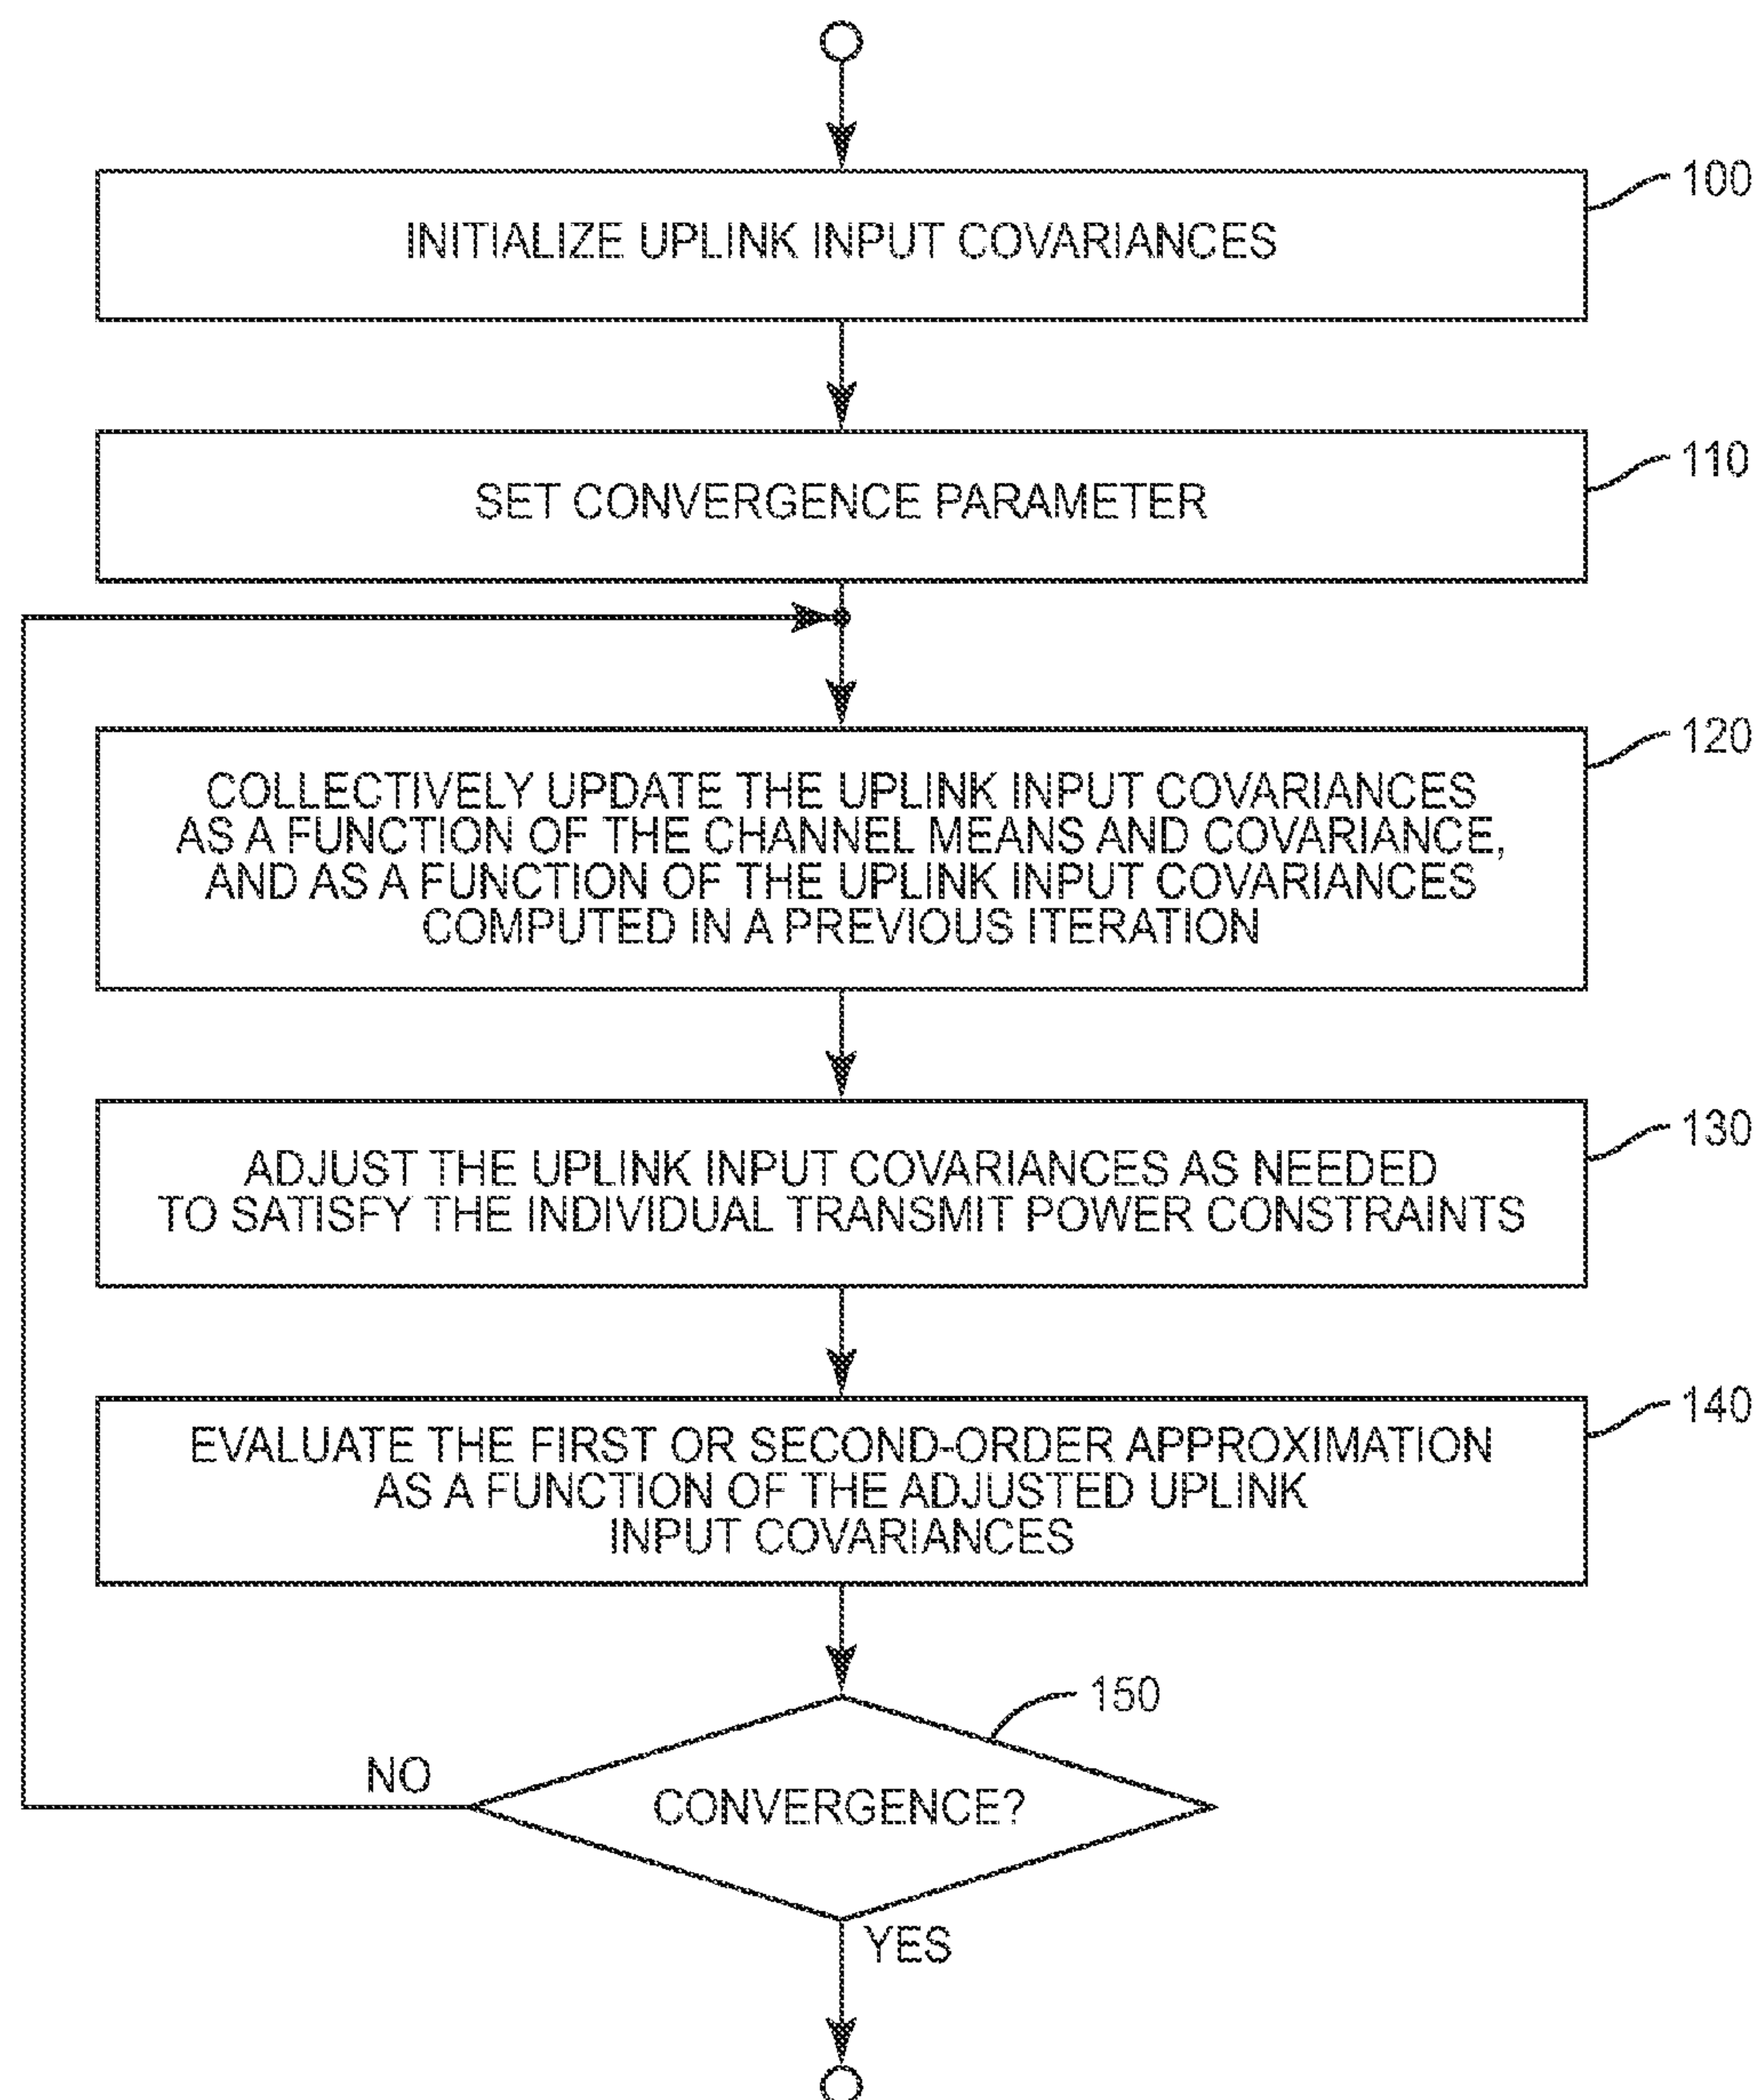 100
INITIALIZE UPLINK INPUT COVARIANCES
110
SET CONVERGENCE PARAMETER
120
COLLECTIVELY UPDATE THE UPLINK INPUT COVARIANCES
AS A FUNCTION OF THE CHANNEL MEANS AND COVARIANCE,
AND AS A FUNCTION OF THE UPLINK INPUT COVARIANCES
COMPUTED IN A PREVIOUS ITERATION
130
ADJUST THE UPLINK INPUT COVARIANCES AS NEEDED
TO SATISFY THE INDIVIDUAL TRANSMIT POWER CONSTRAINTS
140
EVALUATE THE FIRST OR SECOND-ORDER APPROXIMATION
AS A FUNCTION OF THE ADJUSTED UPLINK
INPUT COVARIANCES
150
NO
CONVERGENCE?
YES